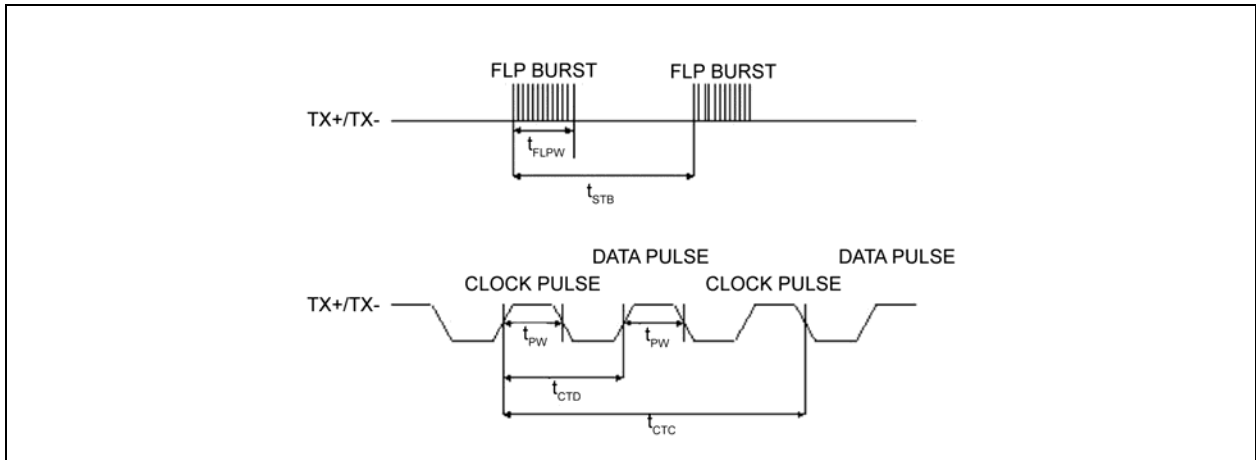 FLP BURST FLP BURST
TX+/TX-
tFLPW
tSTB
DATA PULSE DATA PULSE
CLOCK PULSE CLOCK PULSE
TX+/TX-
tPW tPW
tCTD
tCTC